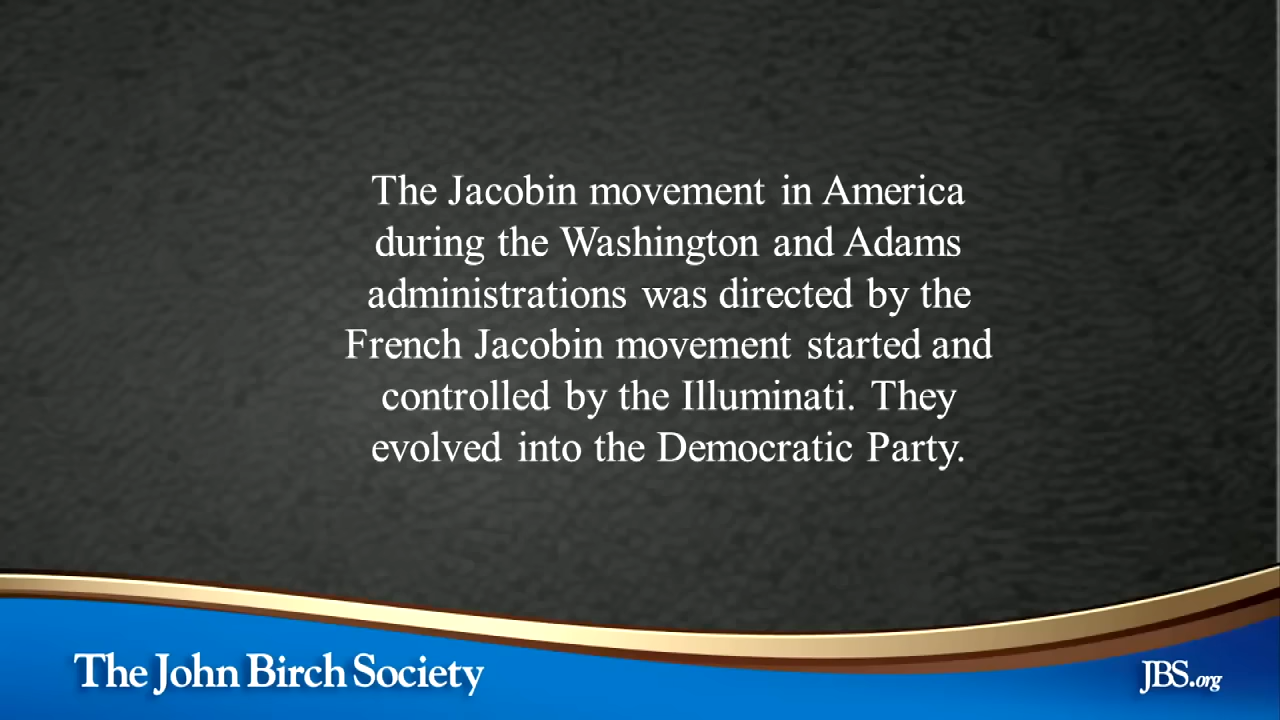 The Jacobin movement in America
during the Washington and Adams
administrations was directed by the
French Jacobin movement started and
controlled by the Illuminati. They
evolved into the Democratic Party.
The John Birch Society
JBS.org